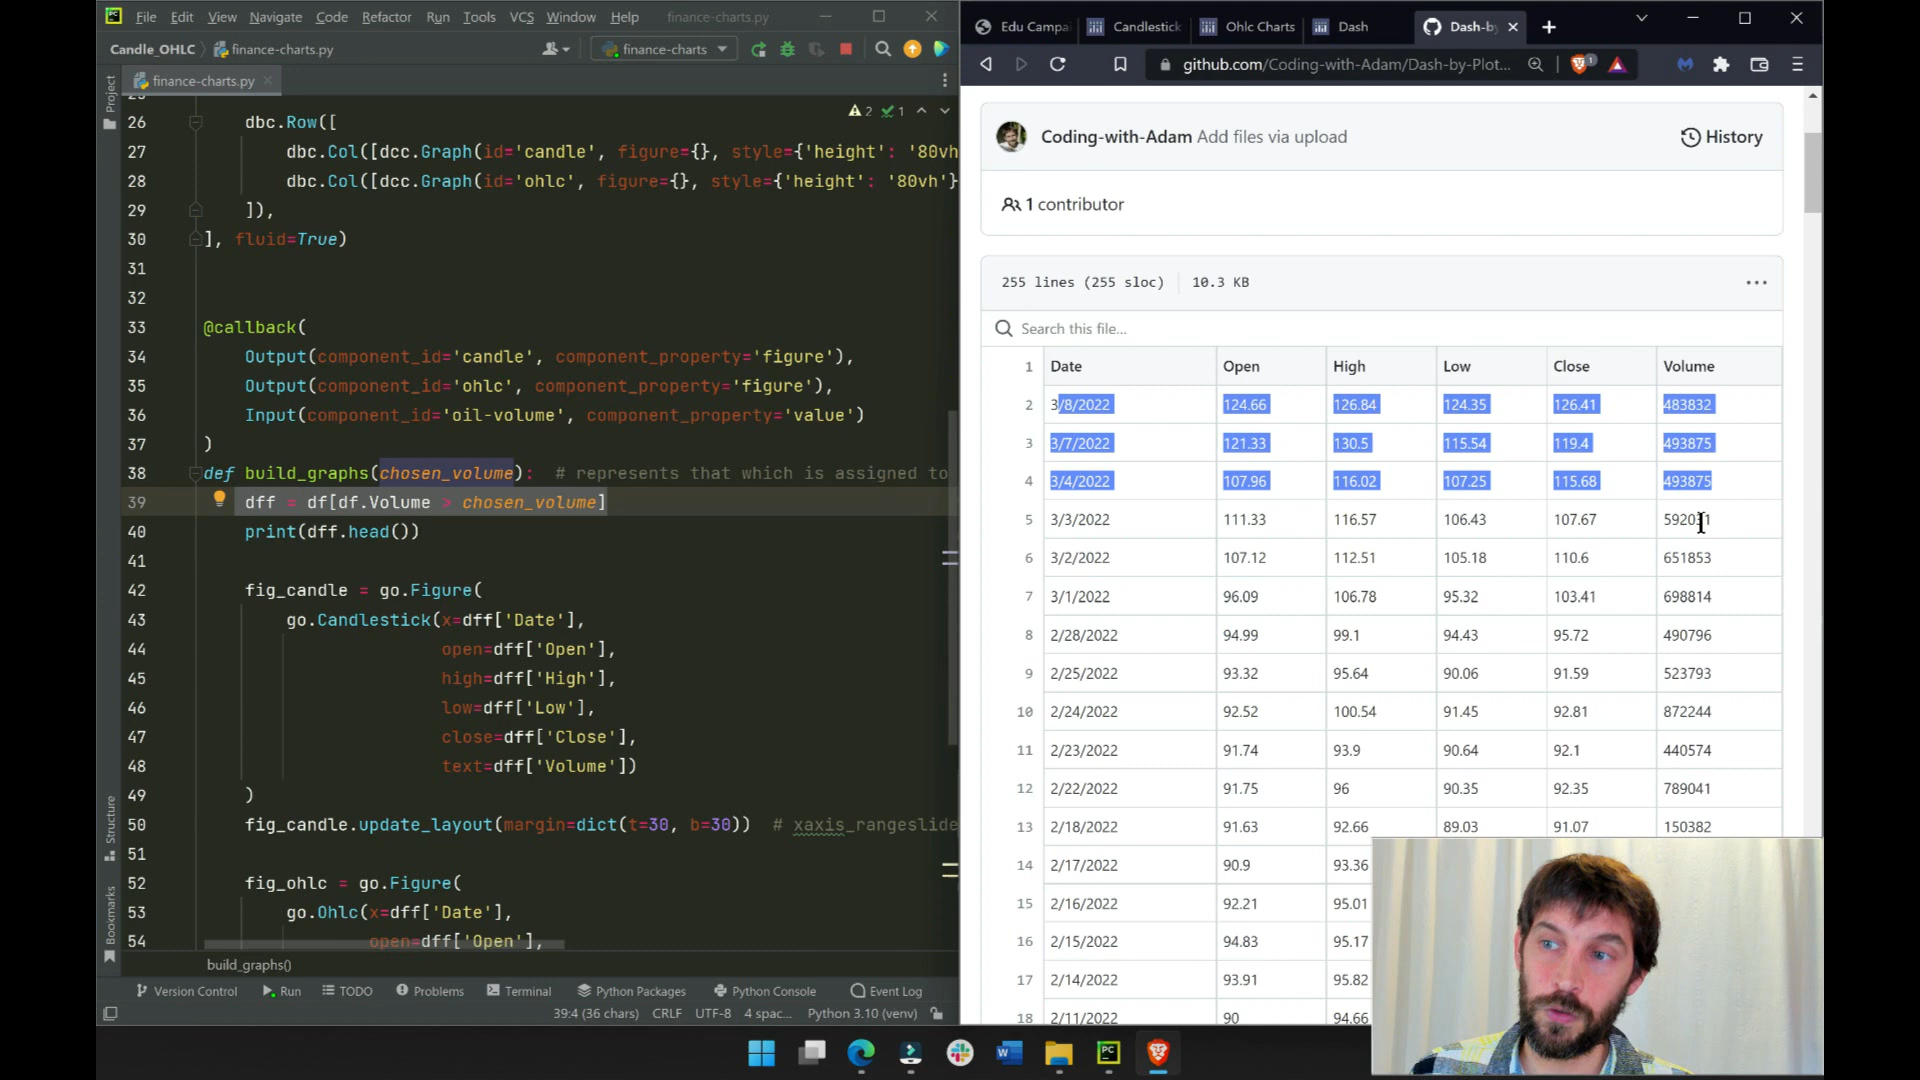 File Edit View Navigate Code Refactor Run Tools VCS Window Help finance-charts.py
Candle_OHLC finance-charts.py
finance-charts
finance-charts.py
Project
2 1
26 dbc.Row([
27 dbc.Col([dcc.Graph(id='candle', figure={}, style={'height': '80vh
28 dbc.Col([dcc.Graph(id='ohlc', figure={}, style={'height': '80vh'}
29 ]),
30 ], fluid=True)
31
32
33 @callback(
34 Output(component_id='candle', component_property='figure'),
35 Output(component_id='ohlc', component_property='figure'),
36 Input(component_id='oil-volume', component_property='value')
37 )
38 def build_graphs(chosen_volume): # represents that which is assigned to
39 dff = df[df.Volume > chosen_volume]
40 print(dff.head())
41
42 fig_candle = go.Figure(
43 go.Candlestick(x=dff['Date'],
44 open=dff['Open'],
45 high=dff['High'],
46 low=dff['Low'],
47 close=dff['Close'],
48 text=dff['Volume'])
49 )
50 fig_candle.update_layout(margin=dict(t=30, b=30)) # xaxis_rangeslide
51
52 fig_ohlc = go.Figure(
53 go.Ohlc(x=dff['Date'],
54 open=dff['Open'],
Structure
Bookmarks
build_graphs()
Version Control Run TODO Problems Terminal Python Packages Python Console Event Log
39:4 (36 chars) CRLF UTF-8 4 spac... Python 3.10 (venv)
Edu Campa Candlestick Ohlc Charts Dash Dash-by
github.com/Coding-with-Adam/Dash-by-Plot...
Coding-with-Adam Add files via upload History
1 contributor
255 lines (255 sloc) 10.3 KB
Search this file...
1 Date Open High Low Close Volume
2 3/8/2022 124.66 126.84 124.35 126.41 483832
3 3/7/2022 121.33 130.5 115.54 119.4 493875
4 3/4/2022 107.96 116.02 107.25 115.68 493875
5 3/3/2022 111.33 116.57 106.43 107.67
6 3/2/2022 107.12 112.51 105.18 110.6 651853
7 3/1/2022 96.09 106.78 95.32 103.41 698814
8 2/28/2022 94.99 99.1 94.43 95.72 490796
9 2/25/2022 93.32 95.64 90.06 91.59 523793
10 2/24/2022 92.52 100.54 91.45 92.81 872244
11 2/23/2022 91.74 93.9 90.64 92.1 440574
12 2/22/2022 91.75 96 90.35 92.35 789041
13 2/18/2022 91.63 92.66 89.03 91.07 150382
14 2/17/2022 90.9 93.36
15 2/16/2022 92.21 95.01
16 2/15/2022 94.83 95.17
17 2/14/2022 93.91 95.82
18 2/11/2022 90 94.66